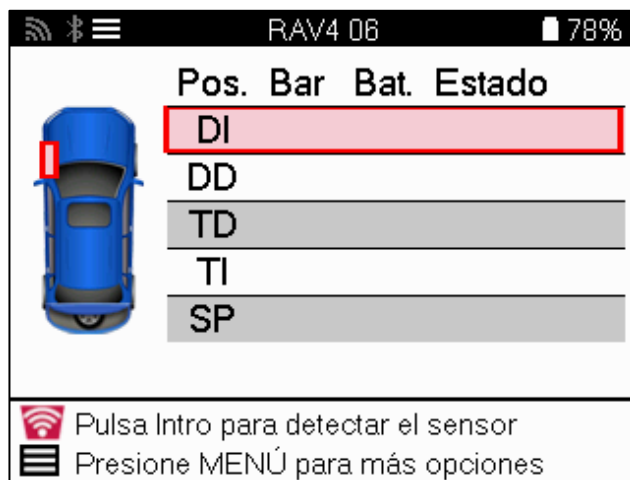 RAV4 06 78%
Pos. Bar Bat. Estado
DI
DD
TD
TI
SP
Pulsa Intro para detectar el sensor
Presione MENÚ para más opciones